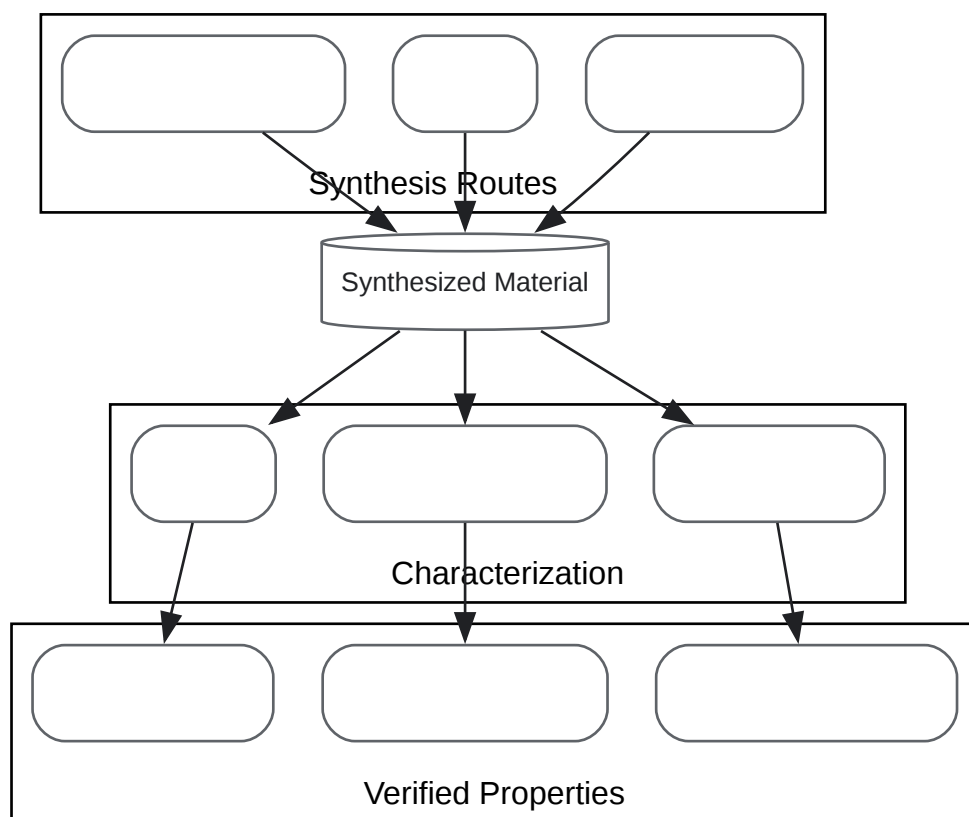 Synthesis Routes
Synthesized Material
Characterization
Verified Properties